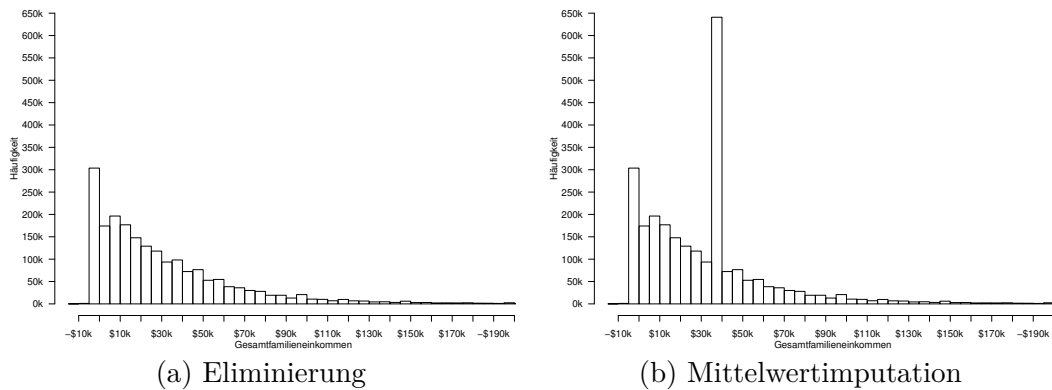 650k
600k
550k
500k
450k
400k
350k
300k
250k
200k
150k
100k
50k
0k
Häufigkeit
−$10k $10k $30k $50k $70k $90k $110k $130k $150k $170k −$190k
Gesamtfamilieneinkommen
(a) Eliminierung
650k
600k
550k
500k
450k
400k
350k
300k
250k
200k
150k
100k
50k
0k
Häufigkeit
−$10k $10k $30k $50k $70k $90k $110k $130k $150k $170k −$190k
Gesamtfamilieneinkommen
(b) Mittelwertimputation